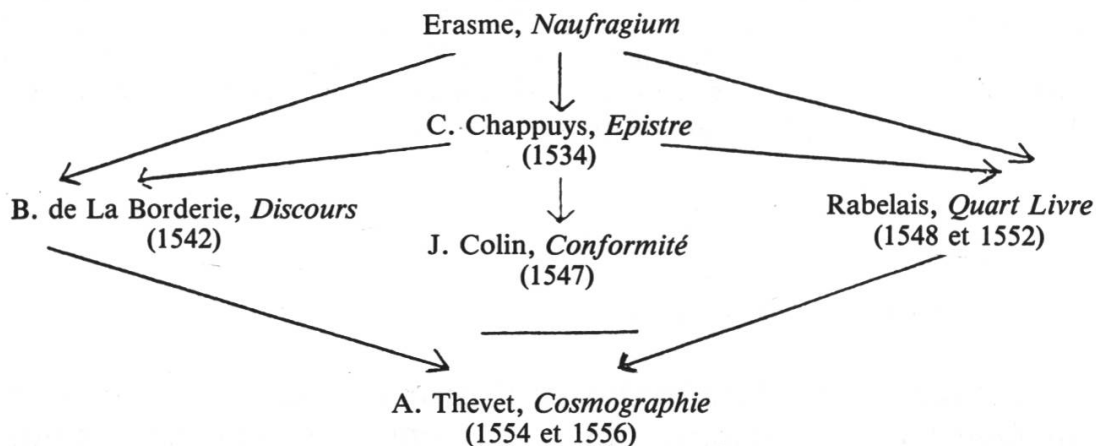 Erasme, Naufragium
C. Chappuys, Epistre
(1534)
B. de La Borderie, Discours
(1542)
Rabelais, Quart Livre
(1548 et 1552)
J. Colin, Conformité
(1547)
A. Thevet, Cosmographie
(1554 et 1556)